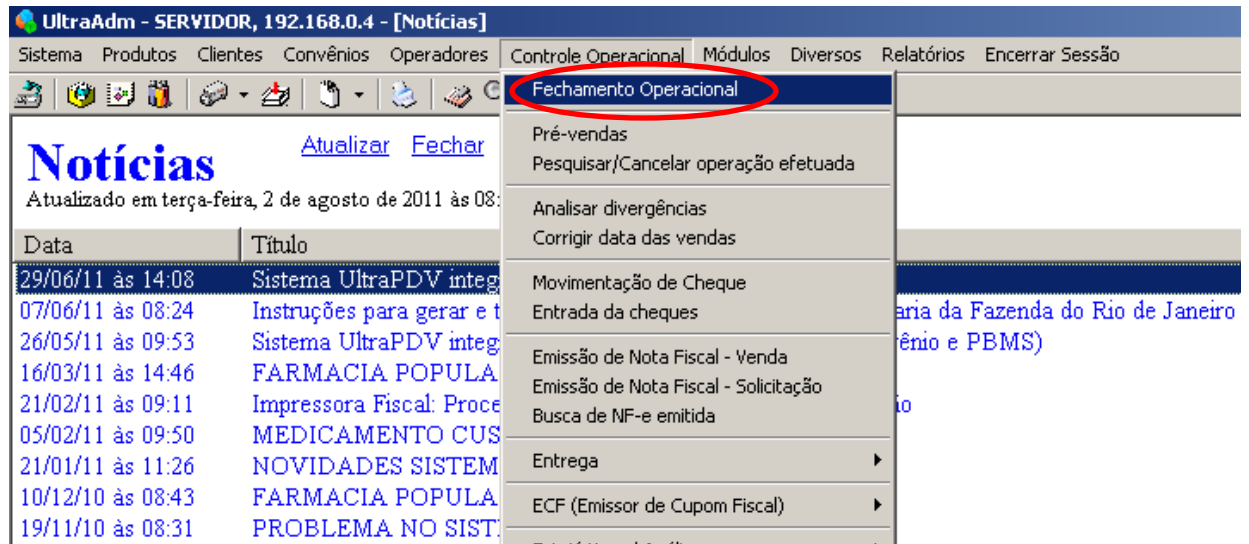 UltraAdm - SERVIDOR, 192.168.0.4 - [Notícias]
Sistema Produtos Clientes Convênios Operadores Controle Operacional Módulos Diversos Relatórios Encerrar Sessão
Fechamento Operacional
Pré-vendas
Pesquisar/Cancelar operação efetuada
Analisar divergências
Corrigir data das vendas
Movimentação de Cheque
Entrada da cheques
Emissão de Nota Fiscal - Venda
Emissão de Nota Fiscal - Solicitação
Busca de NF-e emitida
Entrega
ECF (Emissor de Cupom Fiscal)
Notícias Atualizar Fechar
Atualizado em terça-feira, 2 de agosto de 2011 às 08:
Data Título
29/06/11 às 14:08 Sistema UltraPDV integ
07/06/11 às 08:24 Instruções para gerar e t aria da Fazenda do Rio de Janeiro
26/05/11 às 09:53 Sistema UltraPDV integ vênio e PBMS)
16/03/11 às 14:46 FARMACIA POPULA
21/02/11 às 09:11 Impressora Fiscal: Proce io
05/02/11 às 09:50 MEDICAMENTO CUS
21/01/11 às 11:26 NOVIDADES SISTEM
10/12/10 às 08:43 FARMACIA POPULA
19/11/10 às 08:31 PROBLEMA NO SIST